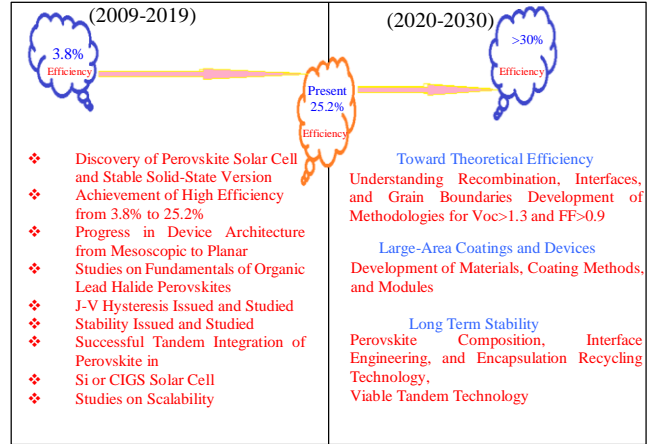 (2009-2019)
3.8%
Efficiency
Present
25.2%
Efficiency
❖ Discovery of Perovskite Solar Cell
and Stable Solid-State Version
❖ Achievement of High Efficiency
from 3.8% to 25.2%
❖ Progress in Device Architecture
from Mesoscopic to Planar
❖ Studies on Fundamentals of Organic
Lead Halide Perovskites
❖ J-V Hysteresis Issued and Studied
❖ Stability Issued and Studied
❖ Successful Tandem Integration of
Perovskite in
❖ Si or CIGS Solar Cell
❖ Studies on Scalability
(2020-2030)
>30%
Efficiency
Toward Theoretical Efficiency
Understanding Recombination, Interfaces,
and Grain Boundaries Development of
Methodologies for Voc>1.3 and FF>0.9
Large-Area Coatings and Devices
Development of Materials, Coating Methods,
and Modules
Long Term Stability
Perovskite Composition, Interface
Engineering, and Encapsulation Recycling
Technology,
Viable Tandem Technology